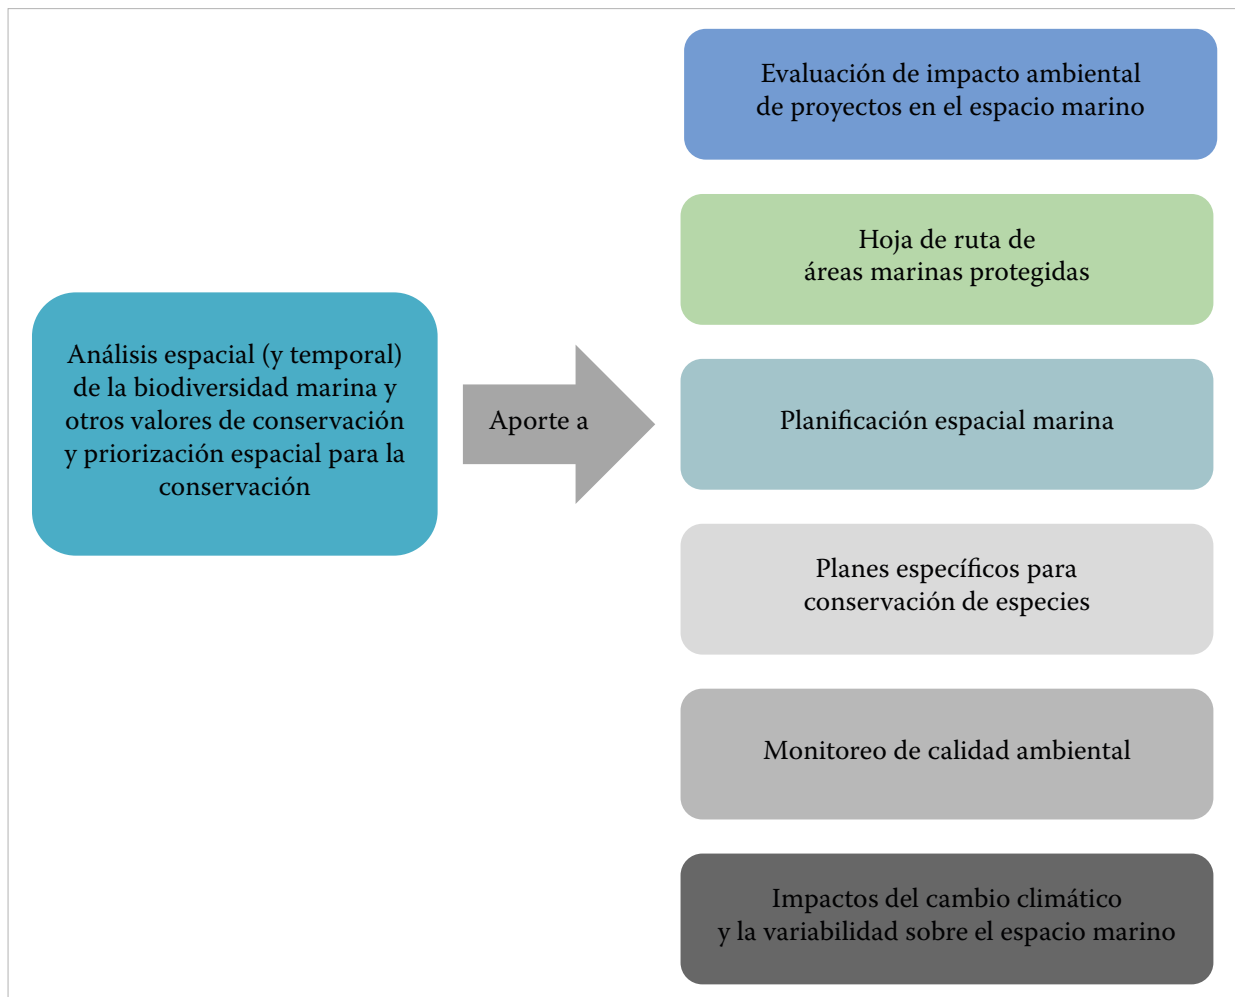 Análisis espacial (y temporal)
de la biodiversidad marina y
otros valores de conservación
y priorización espacial para la
conservación
Aporte a
Evaluación de impacto ambiental
de proyectos en el espacio marino
Hoja de ruta de
áreas marinas protegidas
Planificación espacial marina
Planes específicos para
conservación de especies
Monitoreo de calidad ambiental
Impactos del cambio climático
y la variabilidad sobre el espacio marino